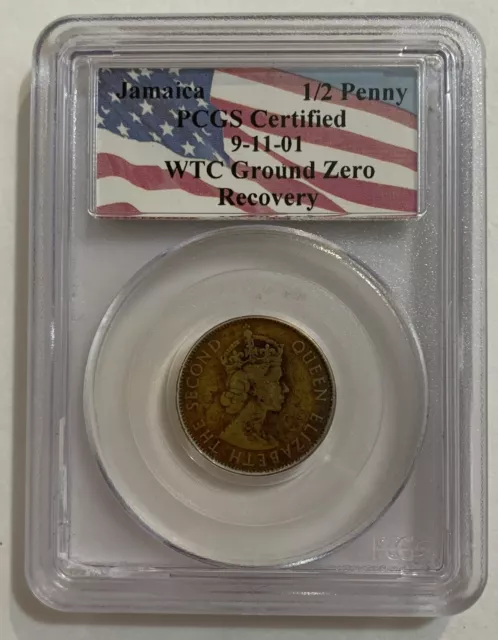 Jamaica 1/2 Penny
PCGS Certified
9-11-01
WTC Ground Zero
Recovery
QUEEN ELIZABETH THE SECOND